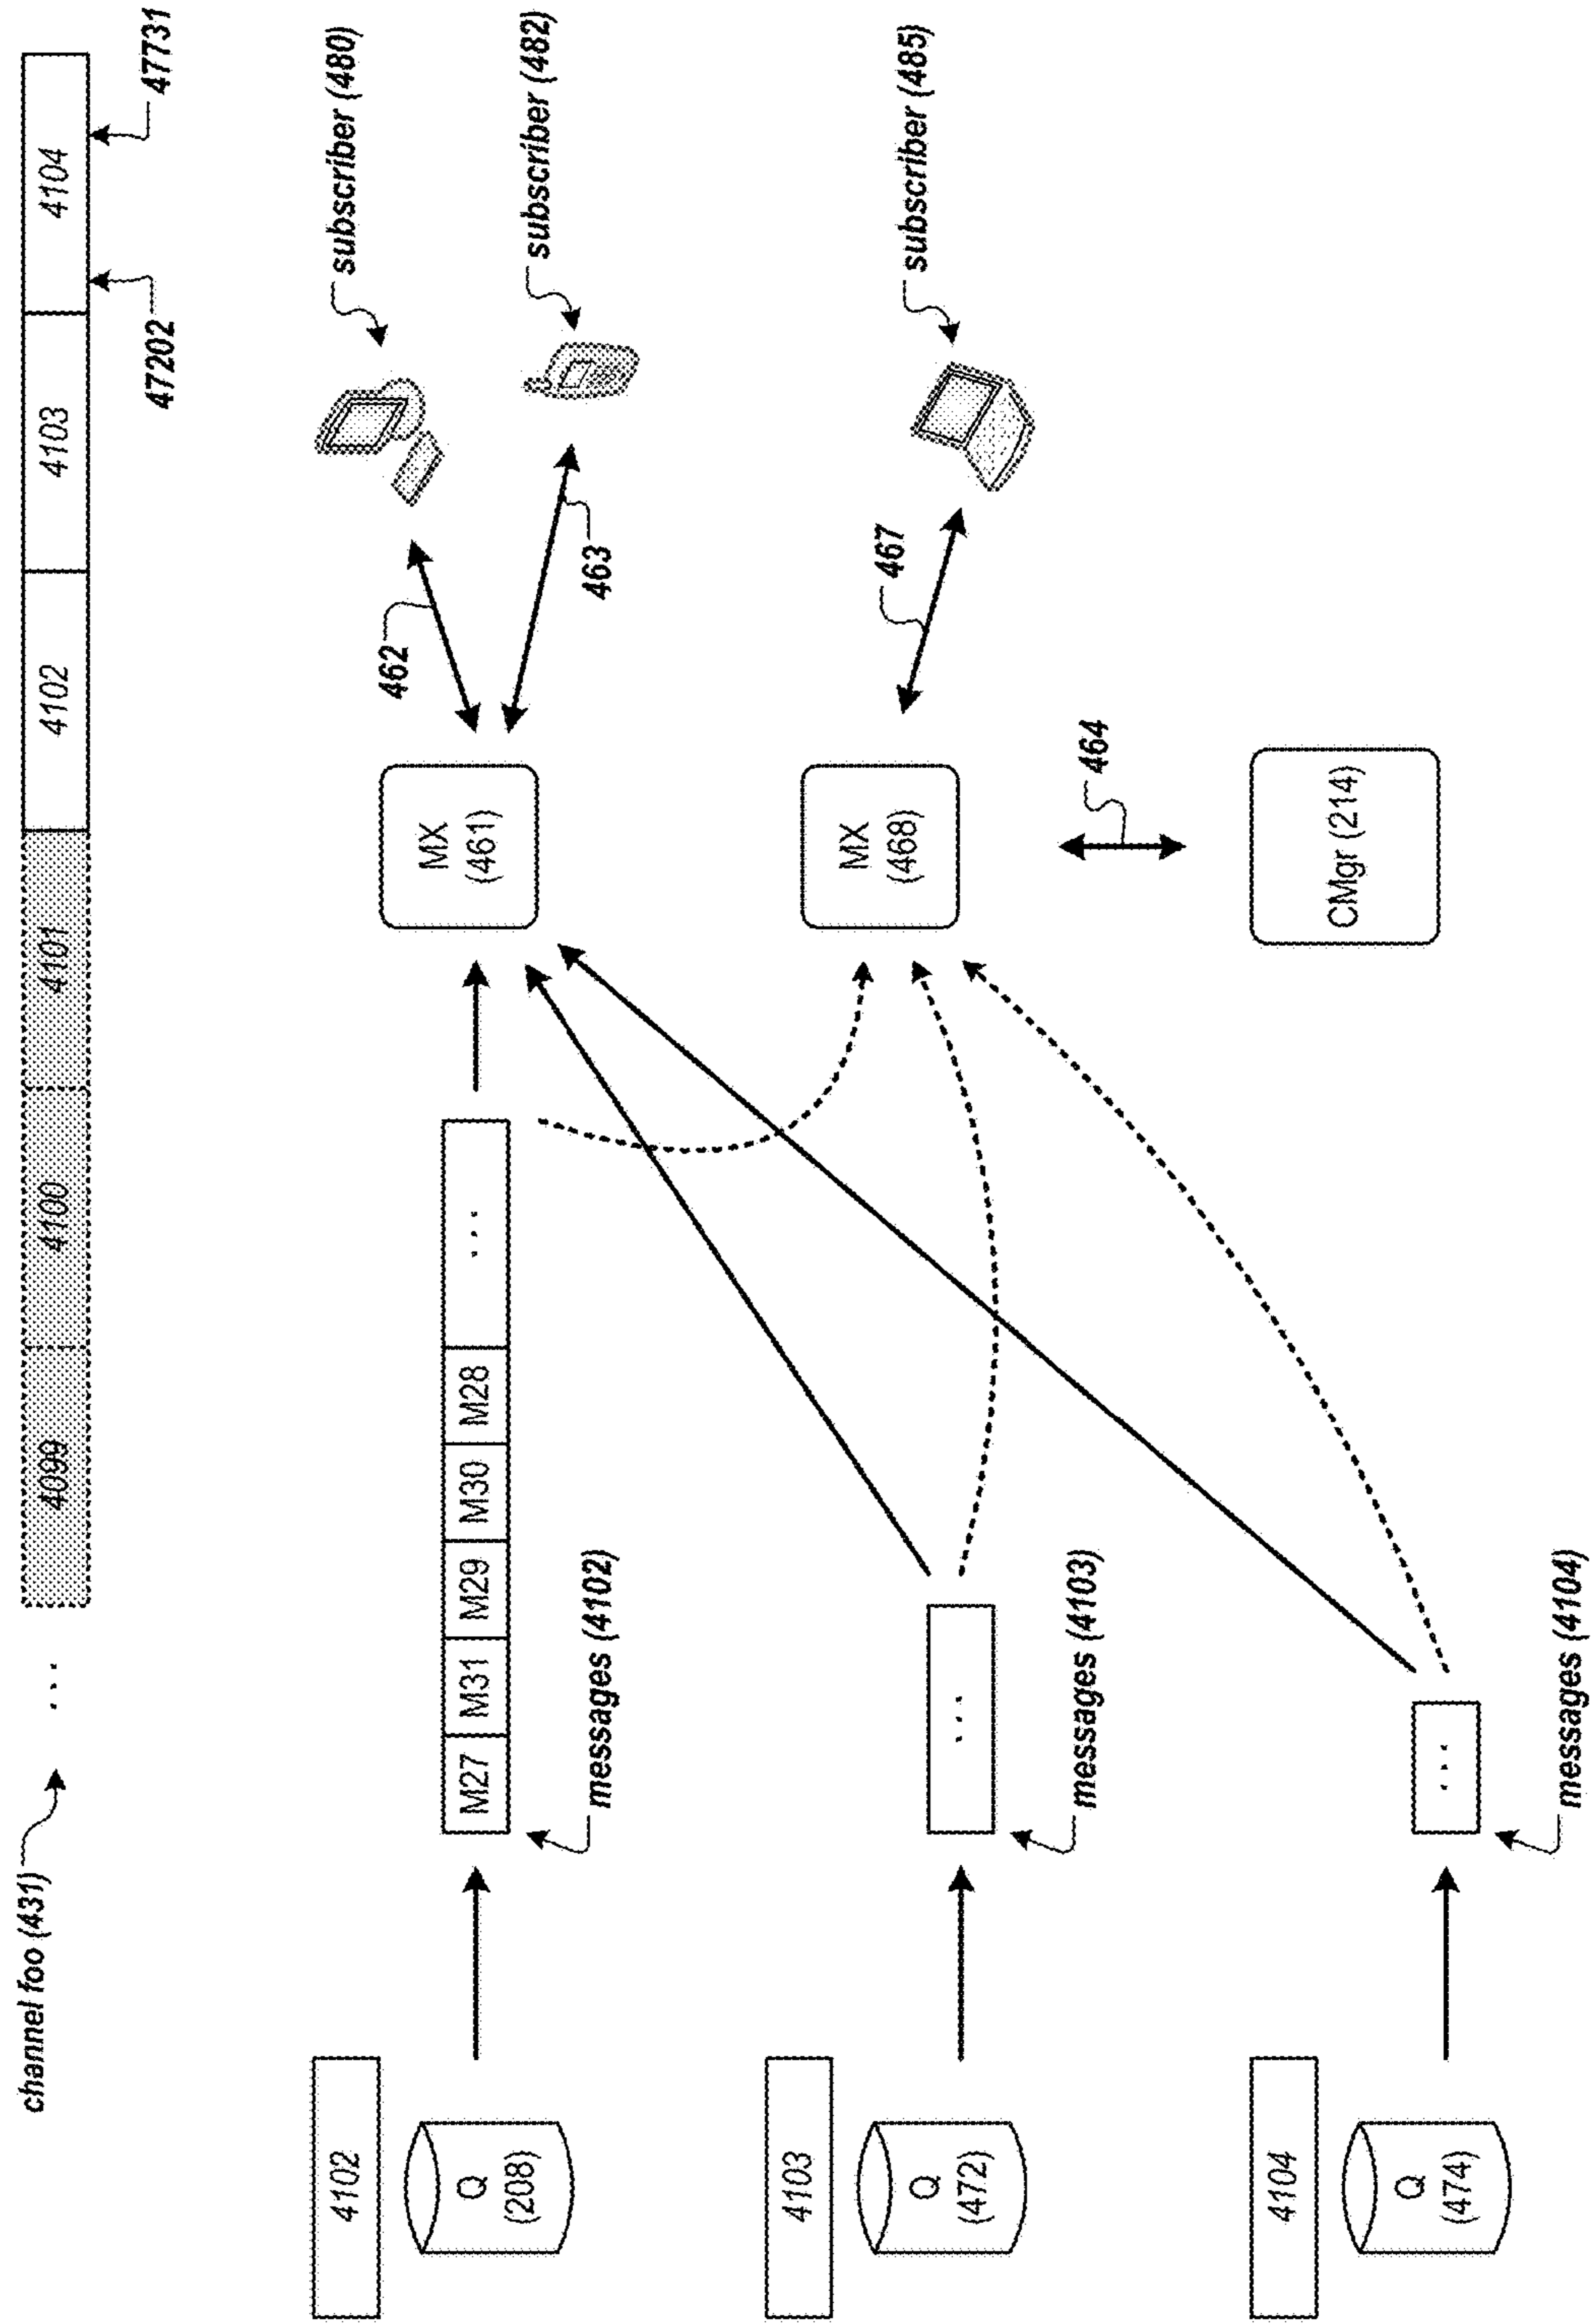 channel foo (431)
...
4099
4100
4101
4102
4103
4104
47202
47731
4102
Q
(208)
M27
M31
M29
M30
M28
...
messages (4102)
MX
(461)
462
463
subscriber (480)
subscriber (482)
4103
Q
(472)
...
messages (4103)
MX
(468)
467
subscriber (485)
464
CMgr (214)
4104
Q
(474)
...
messages (4104)